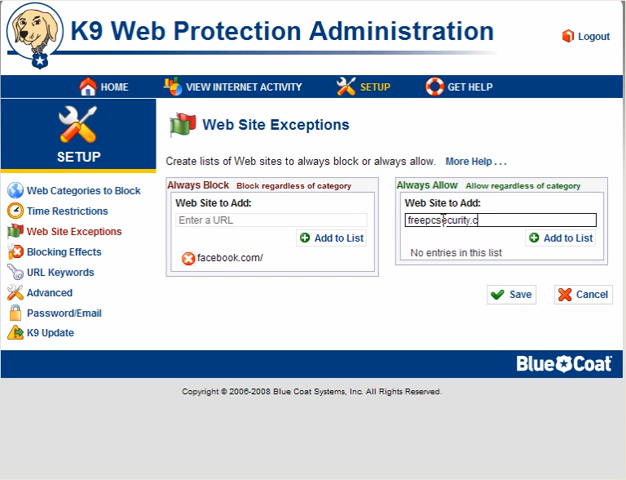 K9 Web Protection Administration
Logout
HOME
VIEW INTERNET ACTIVITY
SETUP
GET HELP
SETUP
Web Categories to Block
Time Restrictions
Web Site Exceptions
Blocking Effects
URL Keywords
Advanced
Password/Email
K9 Update
Web Site Exceptions
Create lists of Web sites to always block or always allow. More Help . . .
Always Block Block regardless of category
Web Site to Add:
Enter a URL
Add to List
facebook.com/
Always Allow Allow regardless of category
Web Site to Add:
freepcsecurity.c
Add to List
No entries in this list
Save
Cancel
Blue Coat
Copyright © 2006-2008 Blue Coat Systems, Inc. All Rights Reserved.